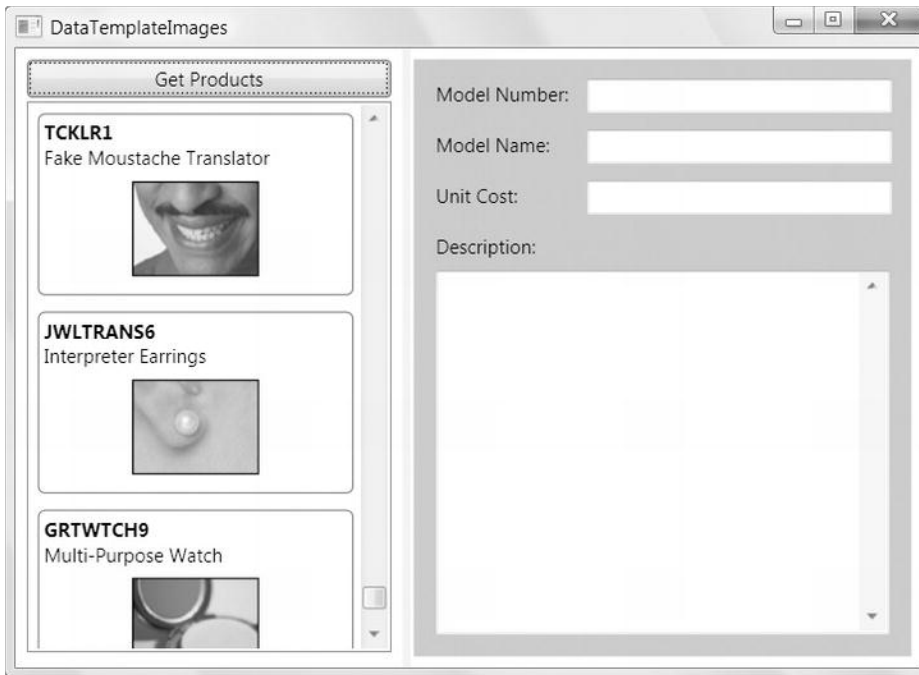 DataTemplateImages
Get Products
TCKLR1
Fake Moustache Translator
JWLTRANS6
Interpreter Earrings
GRTWTCH9
Multi-Purpose Watch
Model Number:
Model Name:
Unit Cost:
Description: